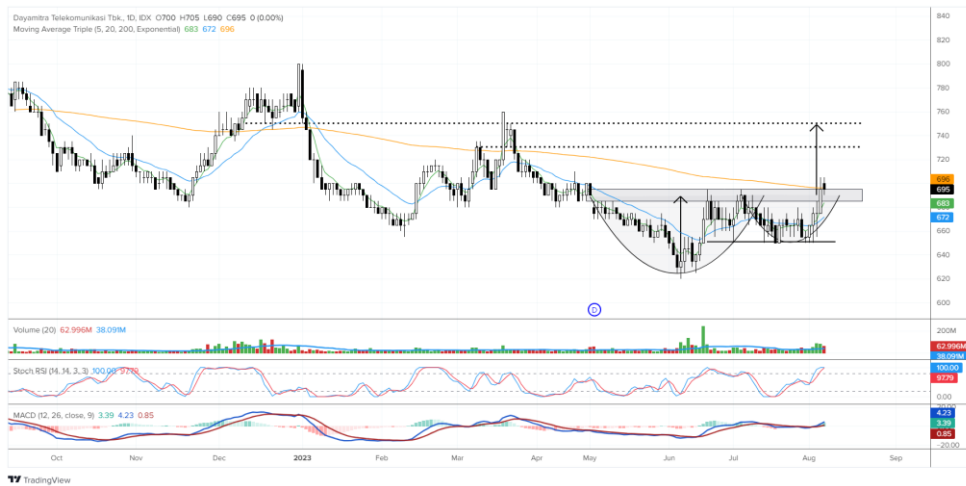 Dayamitra Telekomunikasi Tbk., 1D, IDX O700 H705 L690 C695 0 (0.00%)
Moving Average Triple (5, 20, 200, Exponential) 683 672 696
840
820
800
780
760
740
720
696
695
683
672
660
640
620
600
D
Volume (20) 62.996M 38.091M
200M
62.996M
38.091M
Stoch RSI (14, 14, 3, 3) 100.00 97.79
100.00
97.79
0.00
MACD (12, 26, close, 9) 3.39 4.23 0.85
4.23
3.39
0.85
−20.00
Oct Nov Dec 2023 Feb Mar Apr May Jun Jul Aug Sep
TradingView